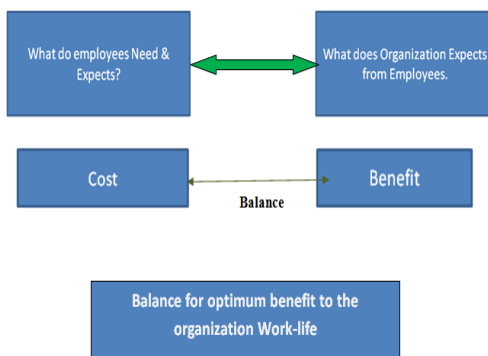 What do employees Need &
Expects?
What does Organization Expects
from Employees.
Cost
Benefit
Balance
Balance for optimum benefit to the
organization Work-life